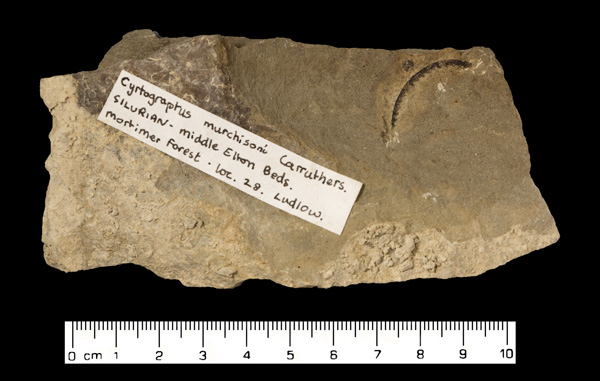 Cyrtograptus murchisoni Carruthers.
SILURIAN - middle Elton Beds.
mortimer Forest. Loc. 28. Ludlow.
0 cm 1 2 3 4 5 6 7 8 9 10